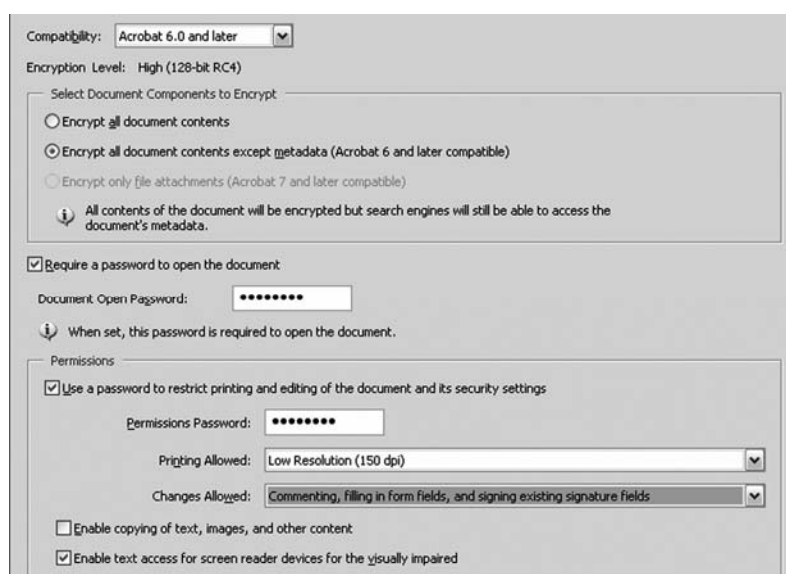 Compatibility: Acrobat 6.0 and later
Encryption Level: High (128-bit RC4)
Select Document Components to Encrypt
Encrypt all document contents
Encrypt all document contents except metadata (Acrobat 6 and later compatible)
Encrypt only file attachments (Acrobat 7 and later compatible)
All contents of the document will be encrypted but search engines will still be able to access the
document's metadata.
Require a password to open the document
Document Open Password: ••••••••
When set, this password is required to open the document.
Permissions
Use a password to restrict printing and editing of the document and its security settings
Permissions Password: ••••••••
Printing Allowed: Low Resolution (150 dpi)
Changes Allowed: Commenting, filling in form fields, and signing existing signature fields
Enable copying of text, images, and other content
Enable text access for screen reader devices for the visually impaired